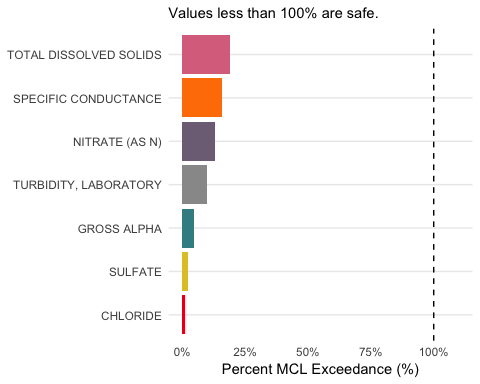 Values less than 100% are safe.
TOTAL DISSOLVED SOLIDS
SPECIFIC CONDUCTANCE
NITRATE (AS N)
TURBIDITY, LABORATORY
GROSS ALPHA
SULFATE
CHLORIDE
0% 25% 50% 75% 100%
Percent MCL Exceedance (%)